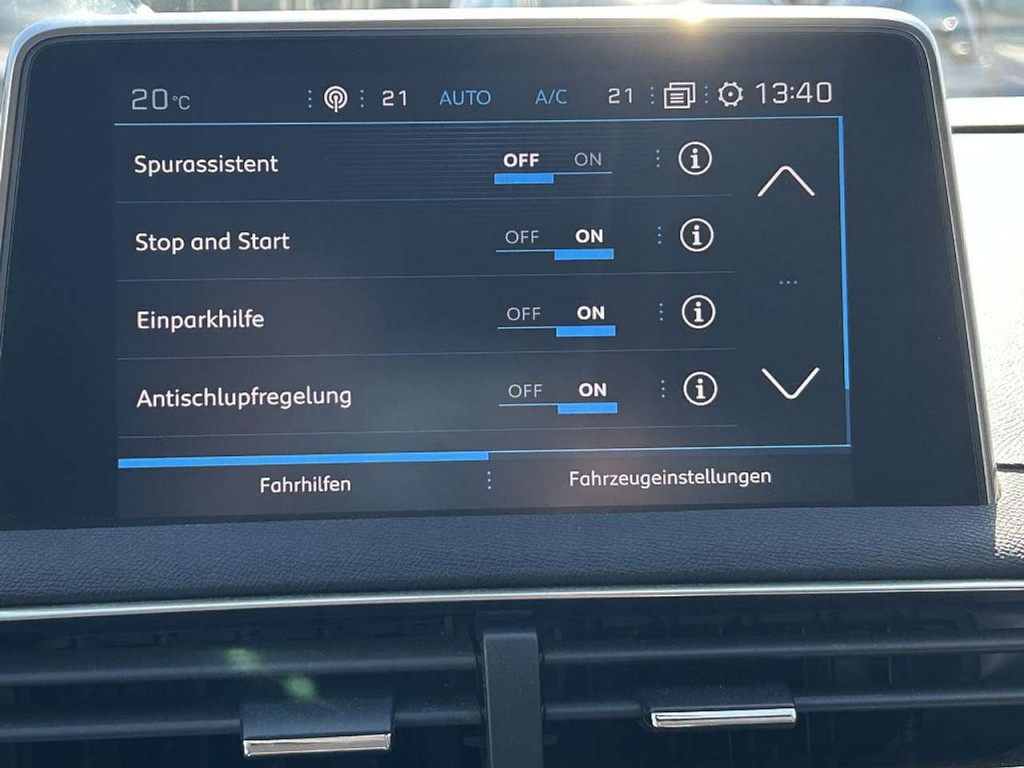 20°C 21 AUTO A/C 21 13:40
Spurassistent OFF ON i
Stop and Start OFF ON i
Einparkhilfe OFF ON i
Antischlupfregelung OFF ON i
Fahrhilfen Fahrzeugeinstellungen